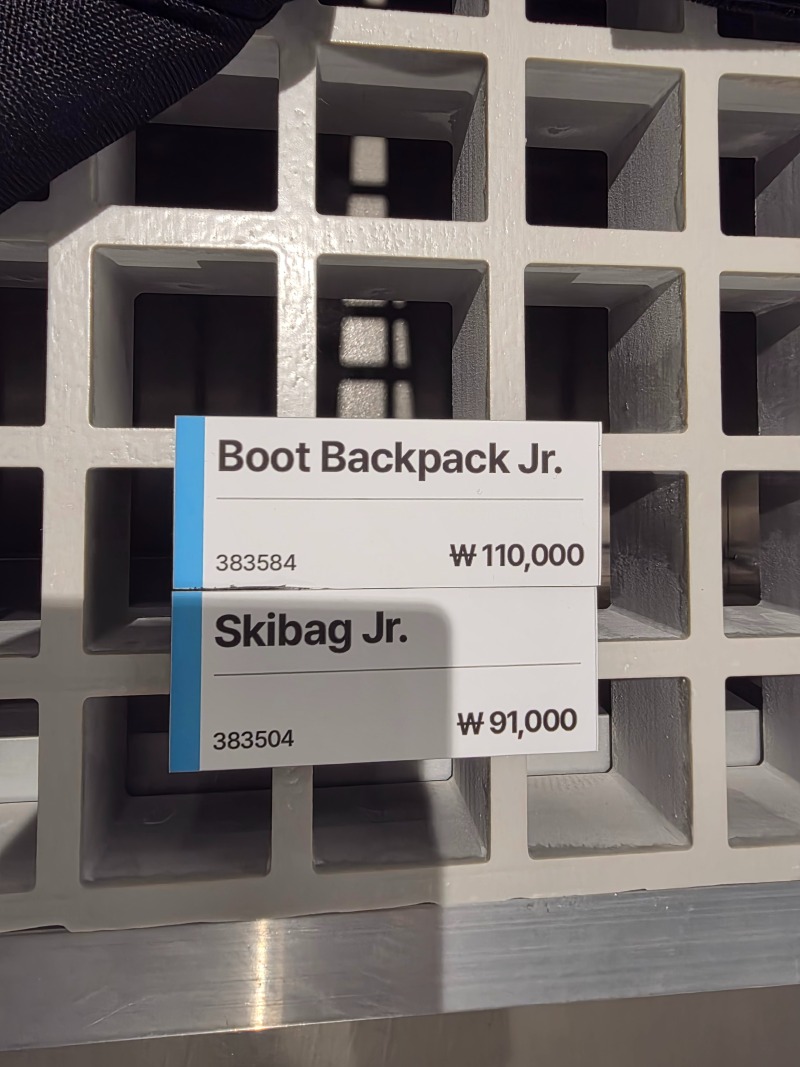 Boot Backpack Jr.
383584 ₩ 110,000
Skibag Jr.
383504 ₩ 91,000